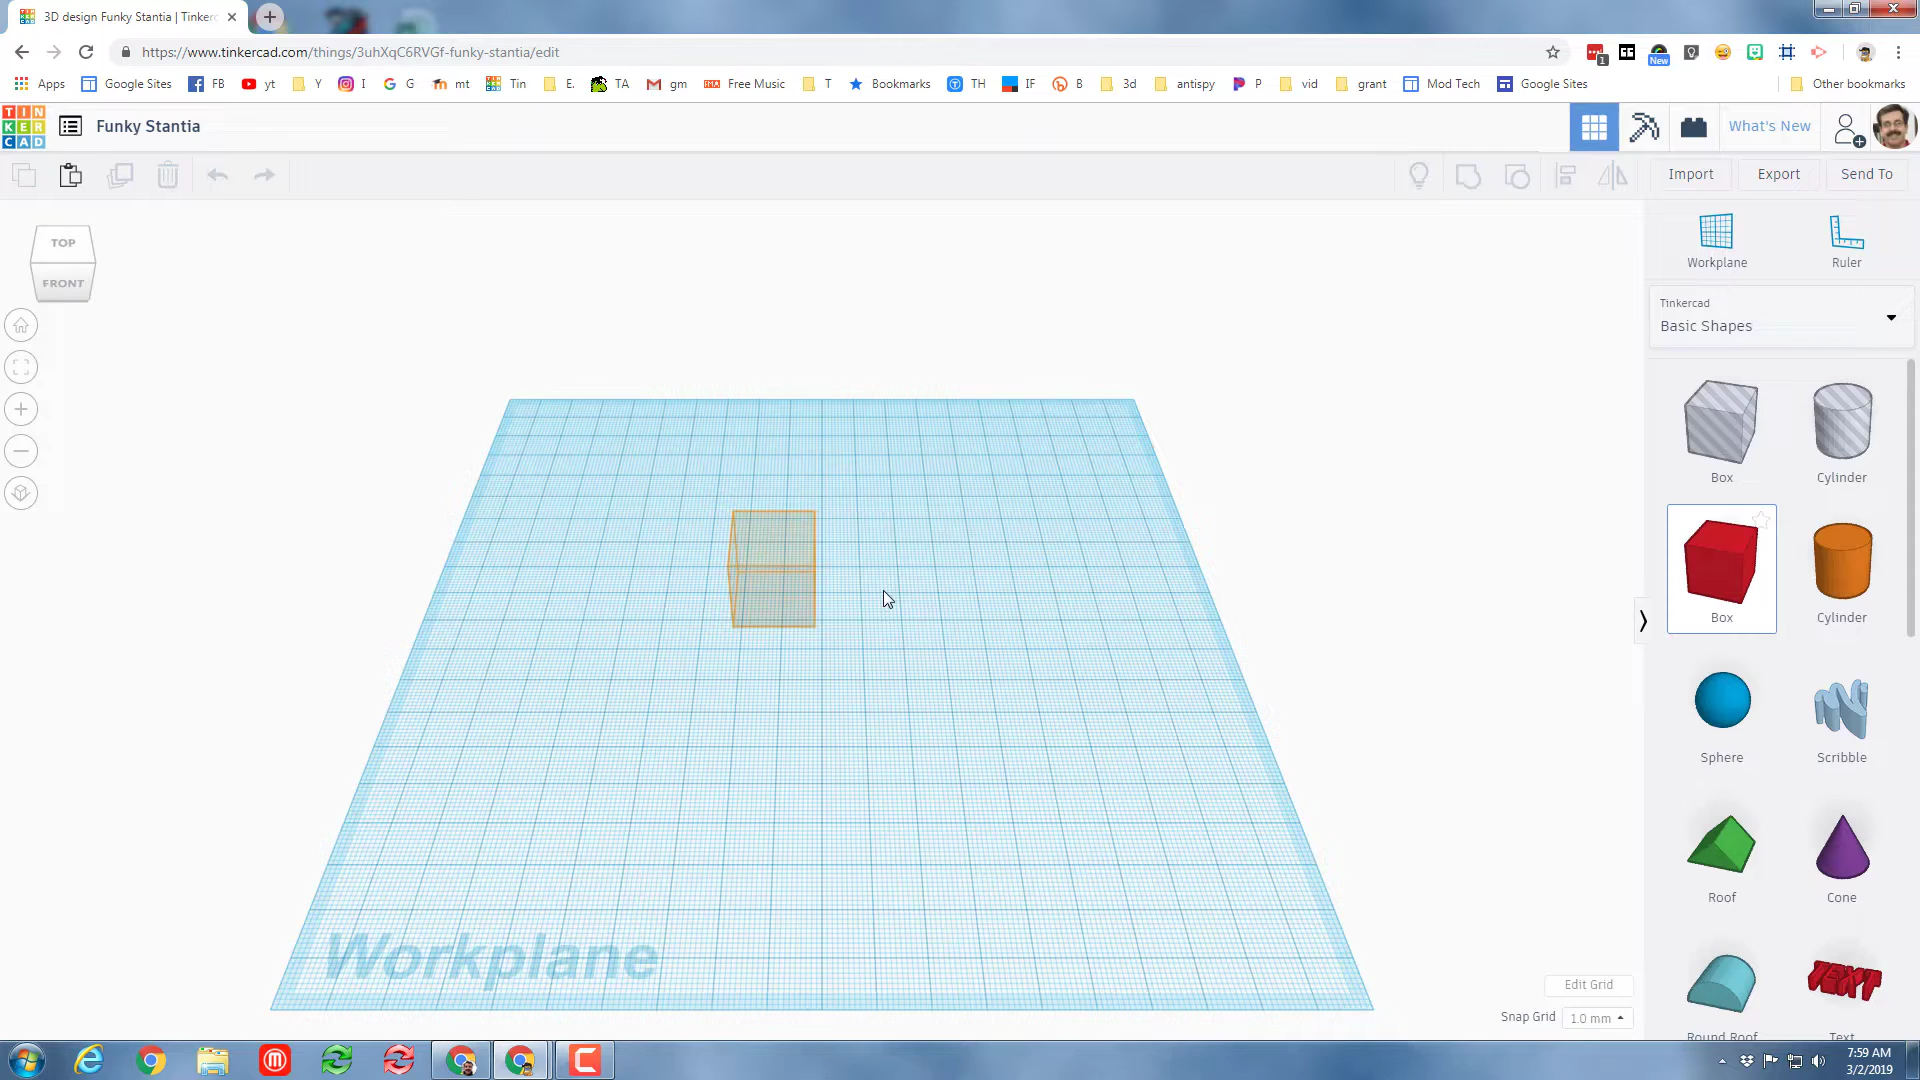 3D design Funky Stantia | Tinker
https://www.tinkercad.com/things/3uhXqC6RVGf-funky-stantia/edit
1
New
Apps Google Sites FB yt Y I G mt Tin E. TA gm Free Music T Bookmarks TH IF B 3d antispy P vid grant Mod Tech Google Sites Other bookmarks
TIN
KER
CAD
Funky Stantia
What's New
Import Export Send To
TOP
FRONT
Workplane Ruler
Tinkercad
Basic Shapes
Box Cylinder
Box Cylinder
Sphere Scribble
Roof Cone
TEXT
Round Roof Text
Workplane
Edit Grid
Snap Grid 1.0 mm
7:59 AM
3/2/2019